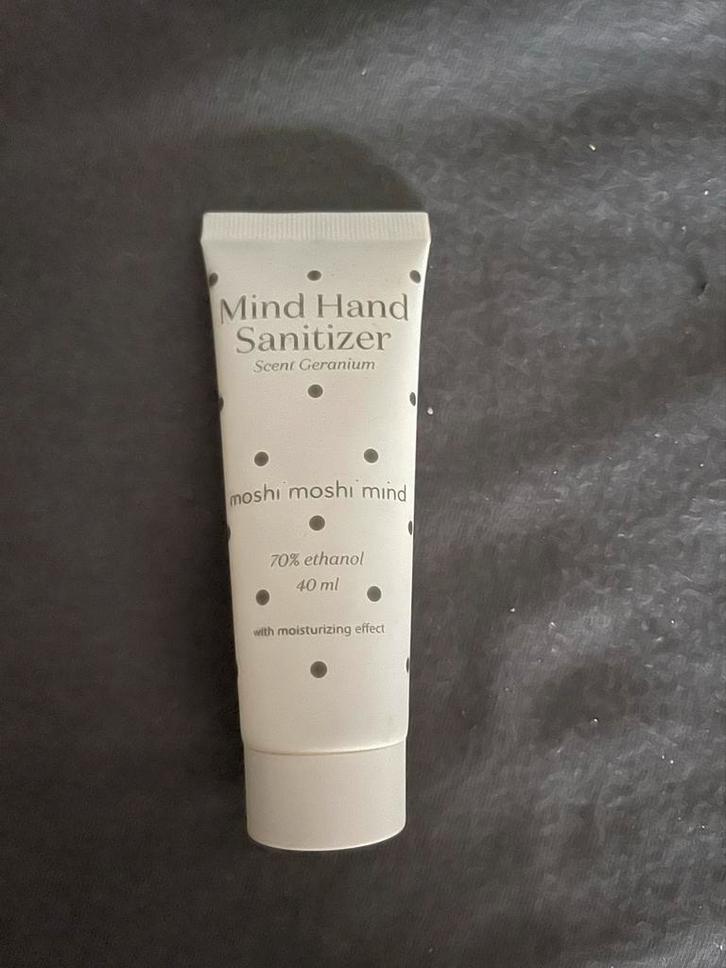 Mind Hand
Sanitizer
Scent Geranium
moshi moshi mind
70% ethanol
40 ml
with moisturizing effect